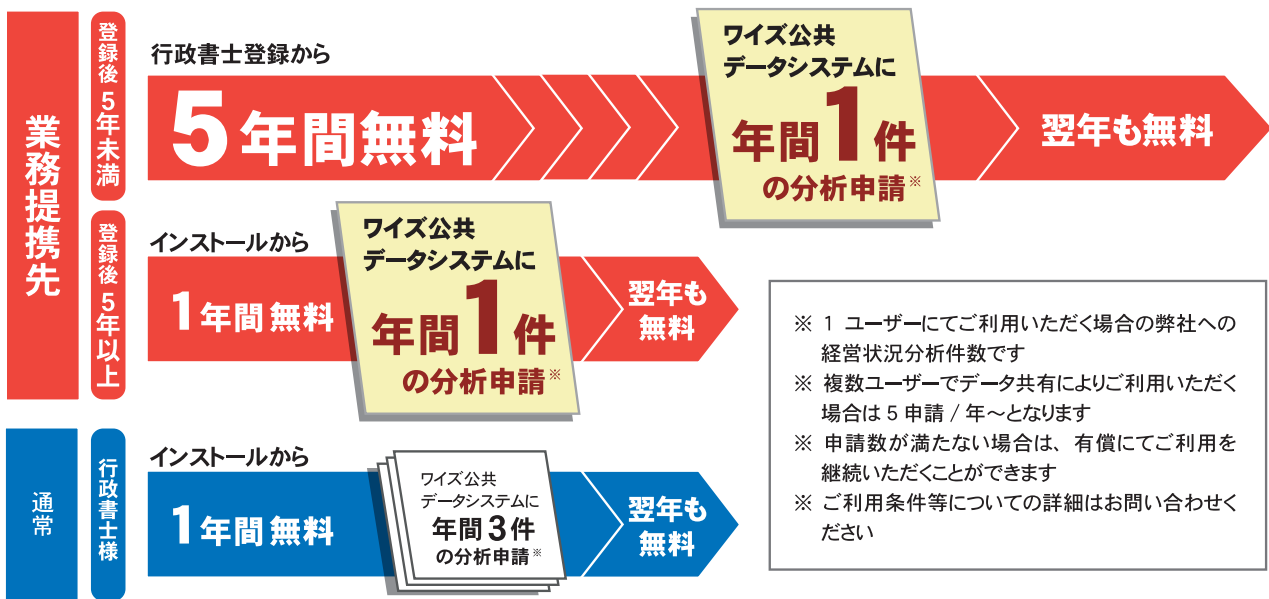 業務提携先
登録後5年未満
行政書士登録から
5年間無料
ワイズ公共
データシステムに
年間1件
の分析申請※
翌年も無料
登録後5年以上
インストールから
1年間無料
ワイズ公共
データシステムに
年間1件
の分析申請※
翌年も
無料
通常
行政書士様
インストールから
1年間無料
ワイズ公共
データシステムに
年間3件
の分析申請※
翌年も
無料
※ 1 ユーザーにてご利用いただく場合の弊社への
経営状況分析件数です
※ 複数ユーザーでデータ共有によりご利用いただく
場合は 5 申請 / 年～となります
※ 申請数が満たない場合は、有償にてご利用を
継続いただくことができます
※ ご利用条件等についての詳細はお問い合わせく
ださい